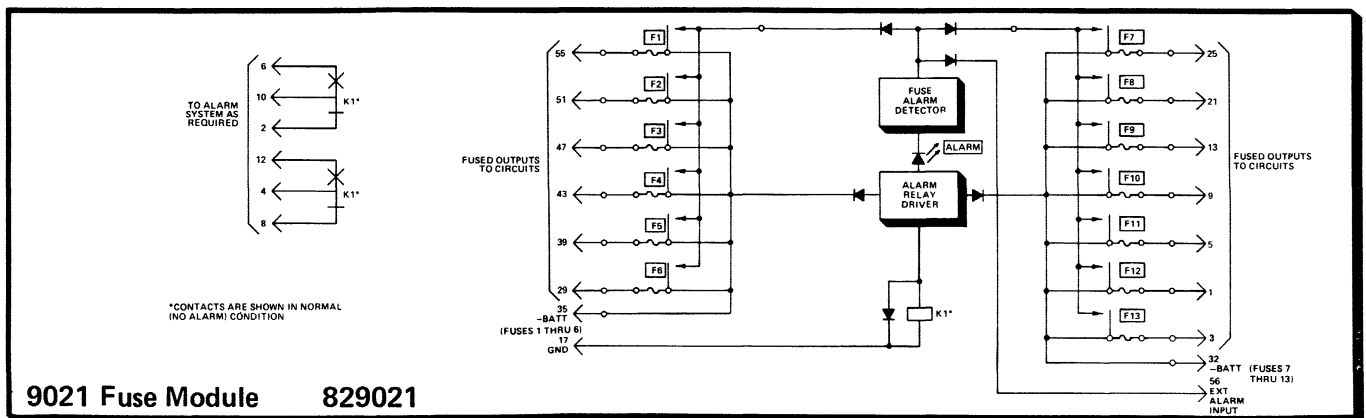 6
10
2
12
4
8
K1*
K1*
TO ALARM
SYSTEM AS
REQUIRED
*CONTACTS ARE SHOWN IN NORMAL
(NO ALARM) CONDITION
FUSED OUTPUTS
TO CIRCUITS
55
51
47
43
39
29
35
-BATT
(FUSES 1 THRU 6)
17
GND
F1
F2
F3
F4
F5
F6
FUSE
ALARM
DETECTOR
ALARM
ALARM
RELAY
DRIVER
K1*
F7
F8
F9
F10
F11
F12
F13
25
21
13
9
5
1
3
FUSED OUTPUTS
TO CIRCUITS
32
-BATT (FUSES 7
THRU 13)
56
EXT
ALARM
INPUT
9021 Fuse Module 829021